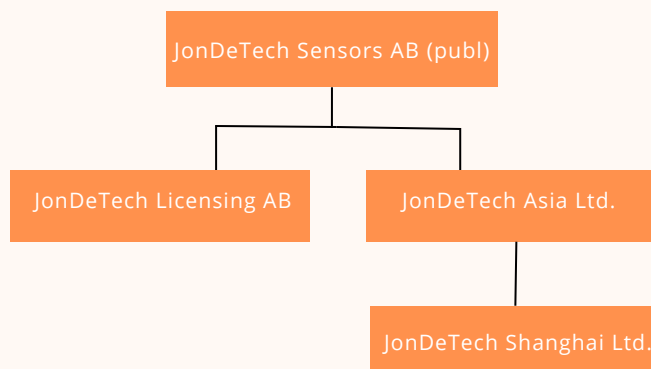 JonDeTech Sensors AB (publ)
JonDeTech Licensing AB
JonDeTech Asia Ltd.
JonDeTech Shanghai Ltd.